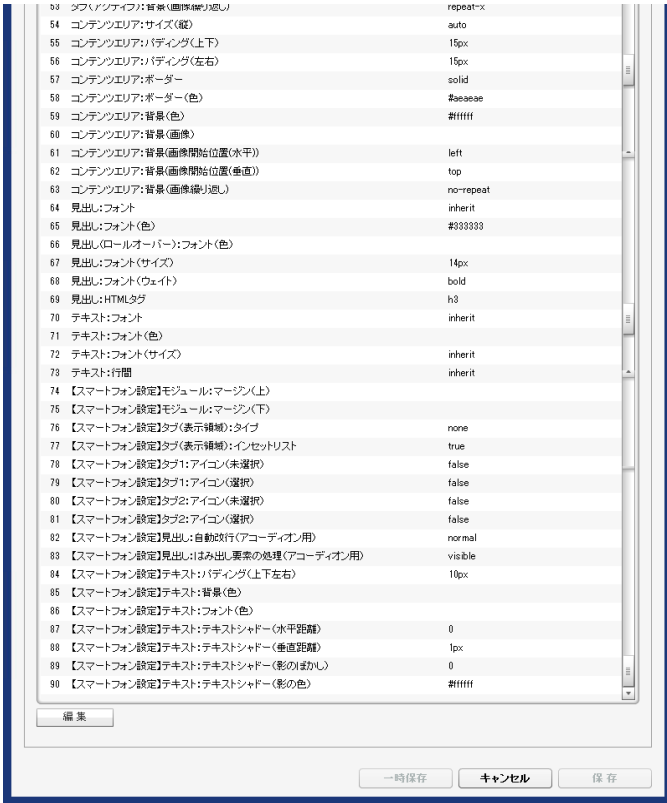 53 タブ(アクティブ):背景(画像繰り返し) repeat-x
54 コンテンツエリア:サイズ(縦) auto
55 コンテンツエリア:パディング(上下) 15px
56 コンテンツエリア:パディング(左右) 15px
57 コンテンツエリア:ボーダー solid
58 コンテンツエリア:ボーダー(色) #aeaeae
59 コンテンツエリア:背景(色) #ffffff
60 コンテンツエリア:背景(画像)
61 コンテンツエリア:背景(画像開始位置(水平)) left
62 コンテンツエリア:背景(画像開始位置(垂直)) top
63 コンテンツエリア:背景(画像繰り返し) no-repeat
64 見出し:フォント inherit
65 見出し:フォント(色) #333333
66 見出し(ロールオーバー):フォント(色)
67 見出し:フォント(サイズ) 14px
68 見出し:フォント(ウェイト) bold
69 見出し:HTMLタグ h3
70 テキスト:フォント inherit
71 テキスト:フォント(色)
72 テキスト:フォント(サイズ) inherit
73 テキスト:行間 inherit
74 【スマートフォン設定】モジュール:マージン(上)
75 【スマートフォン設定】モジュール:マージン(下)
76 【スマートフォン設定】タブ(表示領域):タイプ none
77 【スマートフォン設定】タブ(表示領域):インセットリスト true
78 【スマートフォン設定】タブ1:アイコン(未選択) false
79 【スマートフォン設定】タブ1:アイコン(選択) false
80 【スマートフォン設定】タブ2:アイコン(未選択) false
81 【スマートフォン設定】タブ2:アイコン(選択) false
82 【スマートフォン設定】見出し:自動改行(アコーディオン用) normal
83 【スマートフォン設定】見出し:はみ出し要素の処理(アコーディオン用) visible
84 【スマートフォン設定】テキスト:パディング(上下左右) 10px
85 【スマートフォン設定】テキスト:背景(色)
86 【スマートフォン設定】テキスト:フォント(色)
87 【スマートフォン設定】テキスト:テキストシャドー(水平距離) 0
88 【スマートフォン設定】テキスト:テキストシャドー(垂直距離) 1px
89 【スマートフォン設定】テキスト:テキストシャドー(影のぼかし) 0
90 【スマートフォン設定】テキスト:テキストシャドー(影の色) #ffffff
編集
一時保存 キャンセル 保存